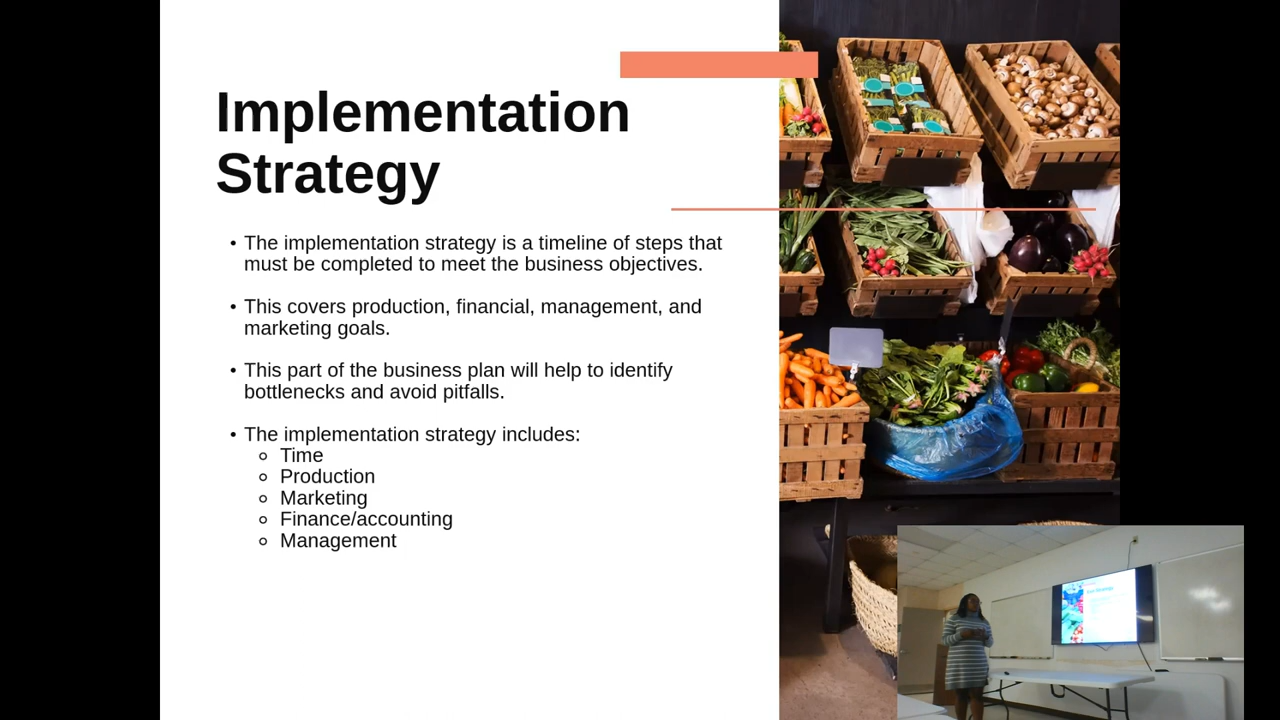 Implementation
Strategy
• The implementation strategy is a timeline of steps that
must be completed to meet the business objectives.
• This covers production, financial, management, and
marketing goals.
• This part of the business plan will help to identify
bottlenecks and avoid pitfalls.
• The implementation strategy includes:
Time
Production
Marketing
Finance/accounting
Management